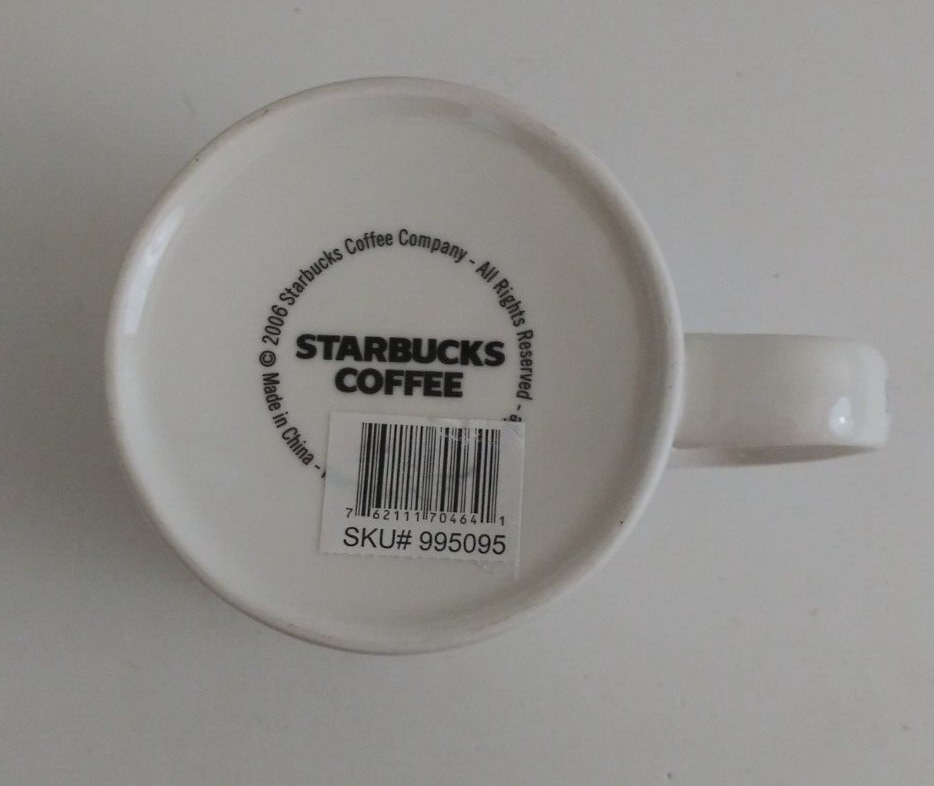 © 2006 Starbucks Coffee Company - All Rights Reserved -
STARBUCKS
COFFEE
Made in China -
7 62111 70464 1
SKU# 995095